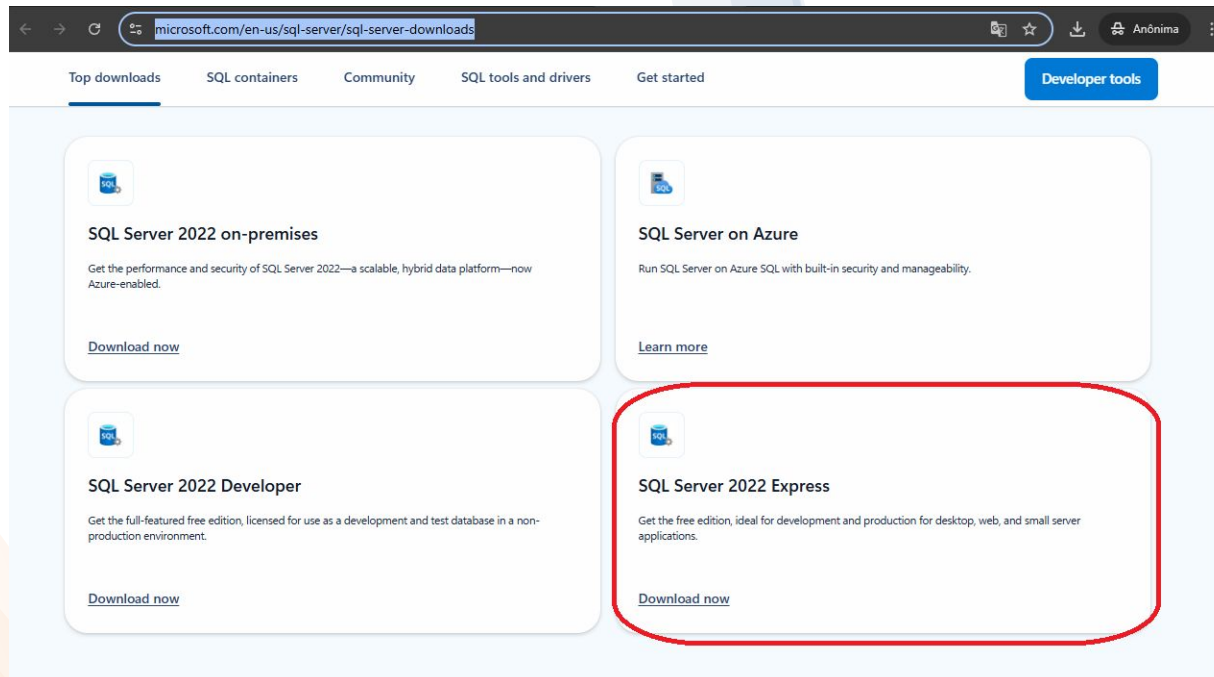 microsoft.com/en-us/sql-server/sql-server-downloads
Anônima
Top downloads
SQL containers
Community
SQL tools and drivers
Get started
Developer tools
SQL
SQL Server 2022 on-premises
Get the performance and security of SQL Server 2022—a scalable, hybrid data platform—now
Azure-enabled.
Download now
SQL
SQL Server on Azure
Run SQL Server on Azure SQL with built-in security and manageability.
Learn more
SQL
SQL Server 2022 Developer
Get the full-featured free edition, licensed for use as a development and test database in a non-
production environment.
Download now
SQL
SQL Server 2022 Express
Get the free edition, ideal for development and production for desktop, web, and small server
applications.
Download now